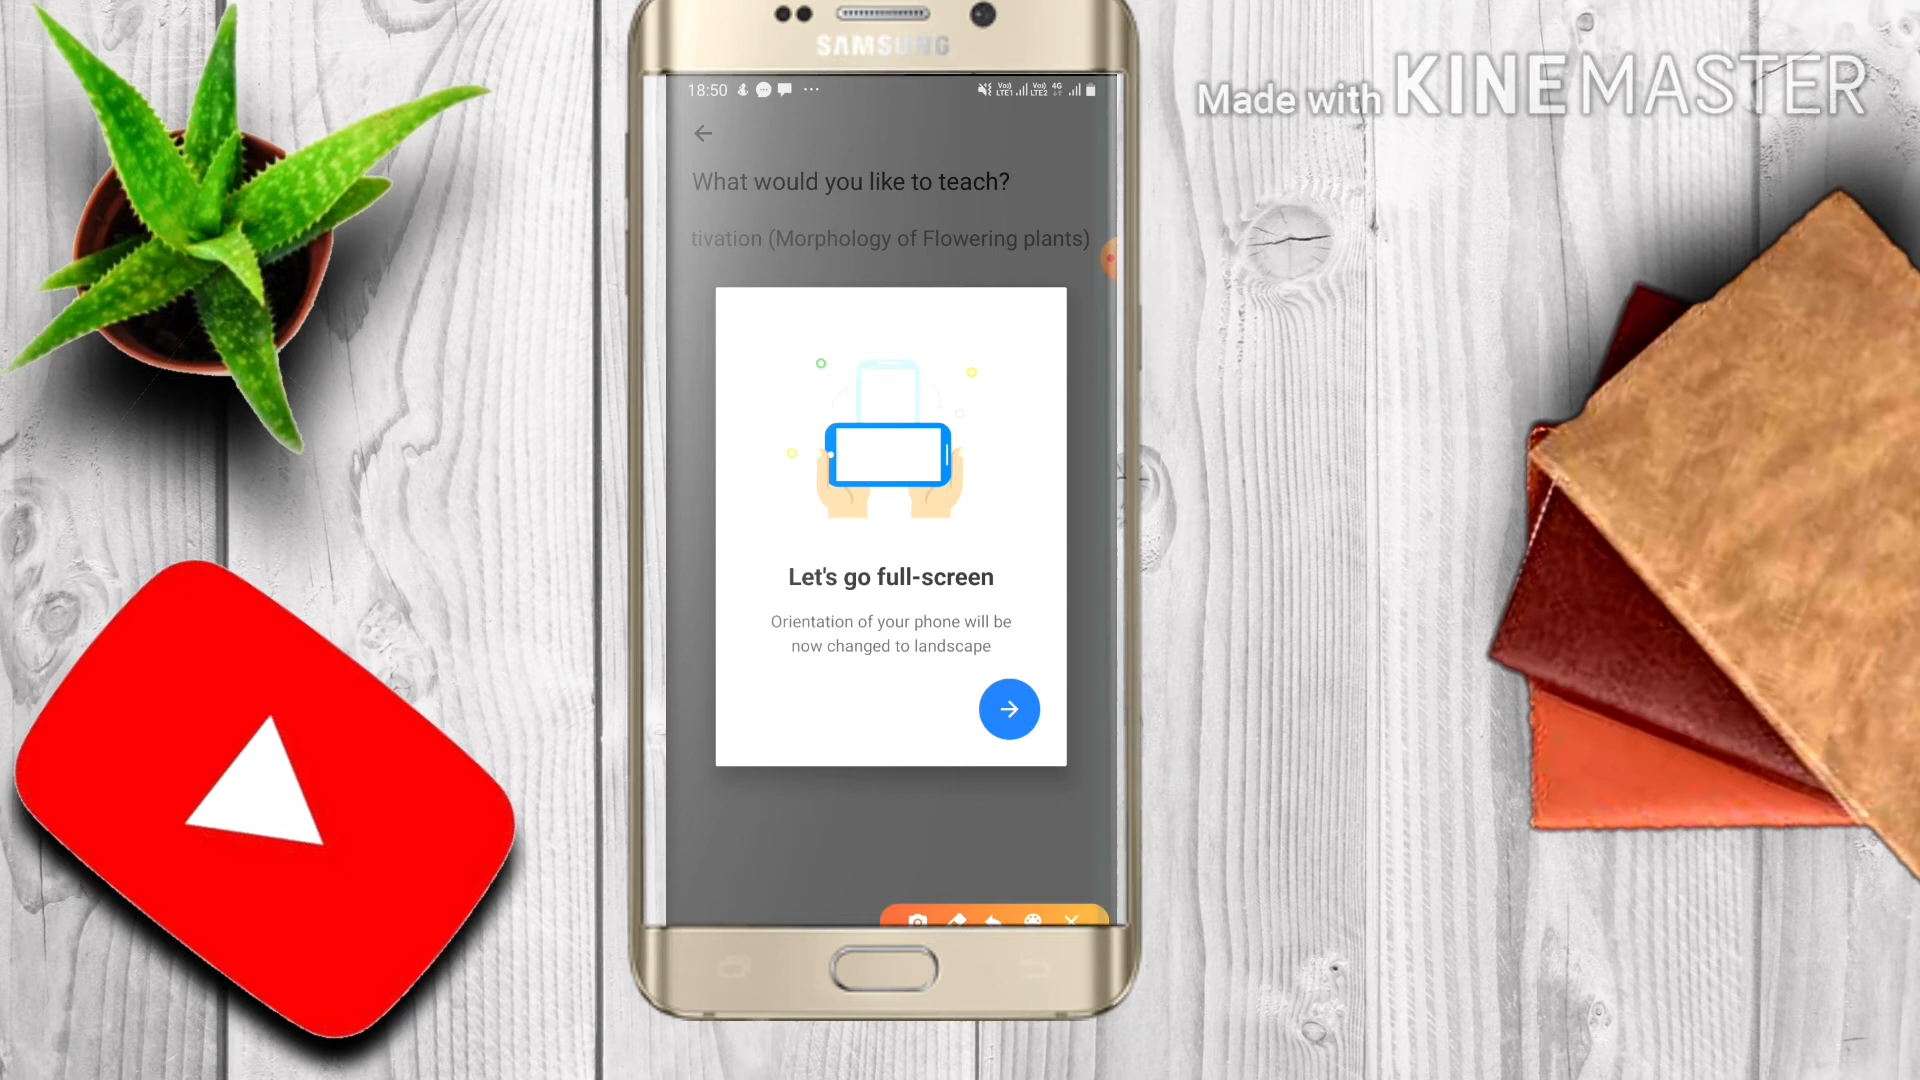 SAMSUNG
18:50
Made with KINEMASTER
What would you like to teach?
tivation (Morphology of Flowering plants)
Let's go full-screen
Orientation of your phone will be
now changed to landscape